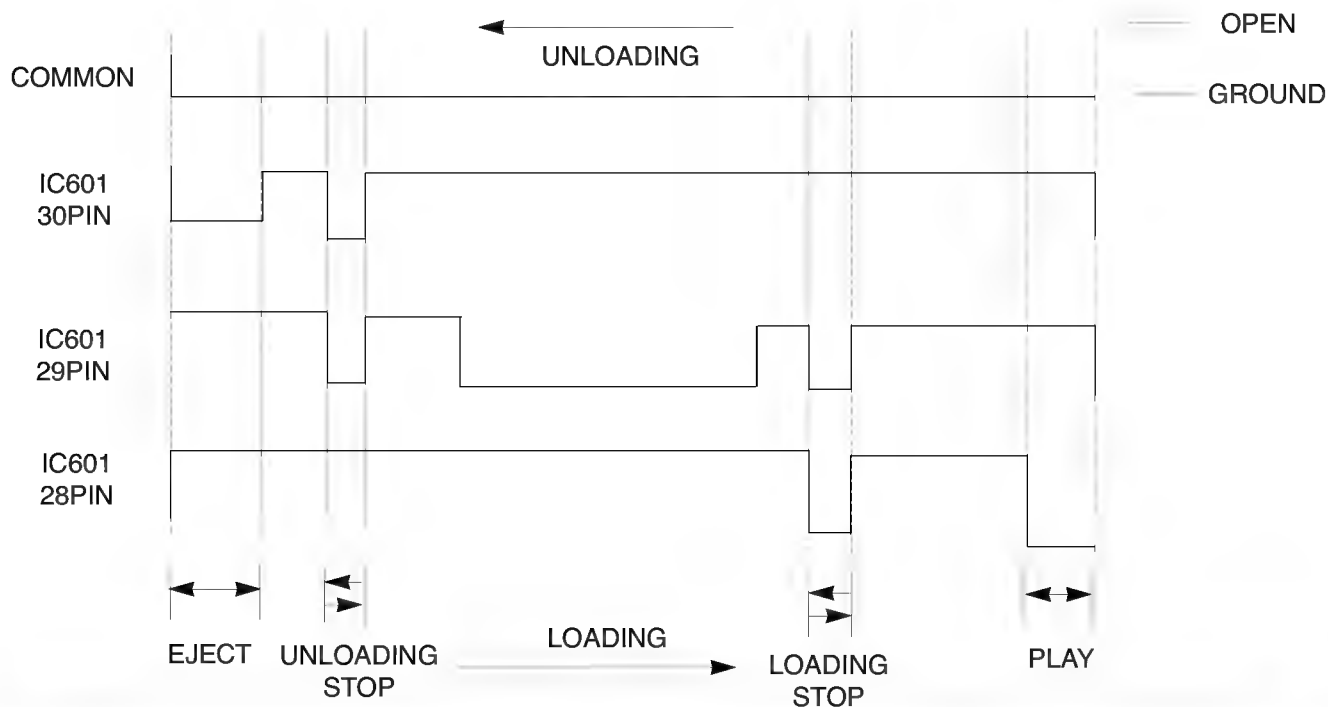 OPEN
UNLOADING
COMMON
GROUND
IC601
30PIN
IC601
29PIN
IC601
28PIN
EJECT
UNLOADING
STOP
LOADING
LOADING
STOP
PLAY